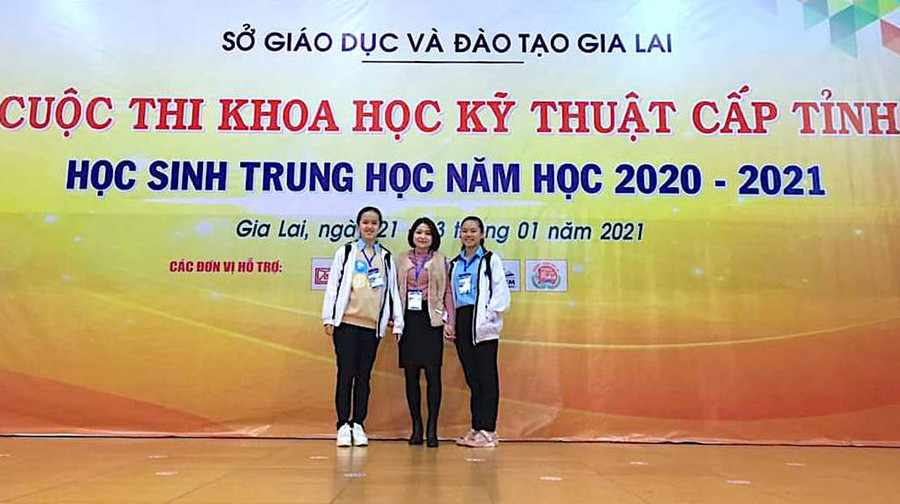 SỞ GIÁO DỤC VÀ ĐÀO TẠO GIA LAI
CUỘC THI KHOA HỌC KỸ THUẬT CẤP TỈNH
HỌC SINH TRUNG HỌC NĂM HỌC 2020 - 2021
Gia Lai, 21 01 năm 2021
CÁC ĐƠN VỊ HỖ TRỢ: